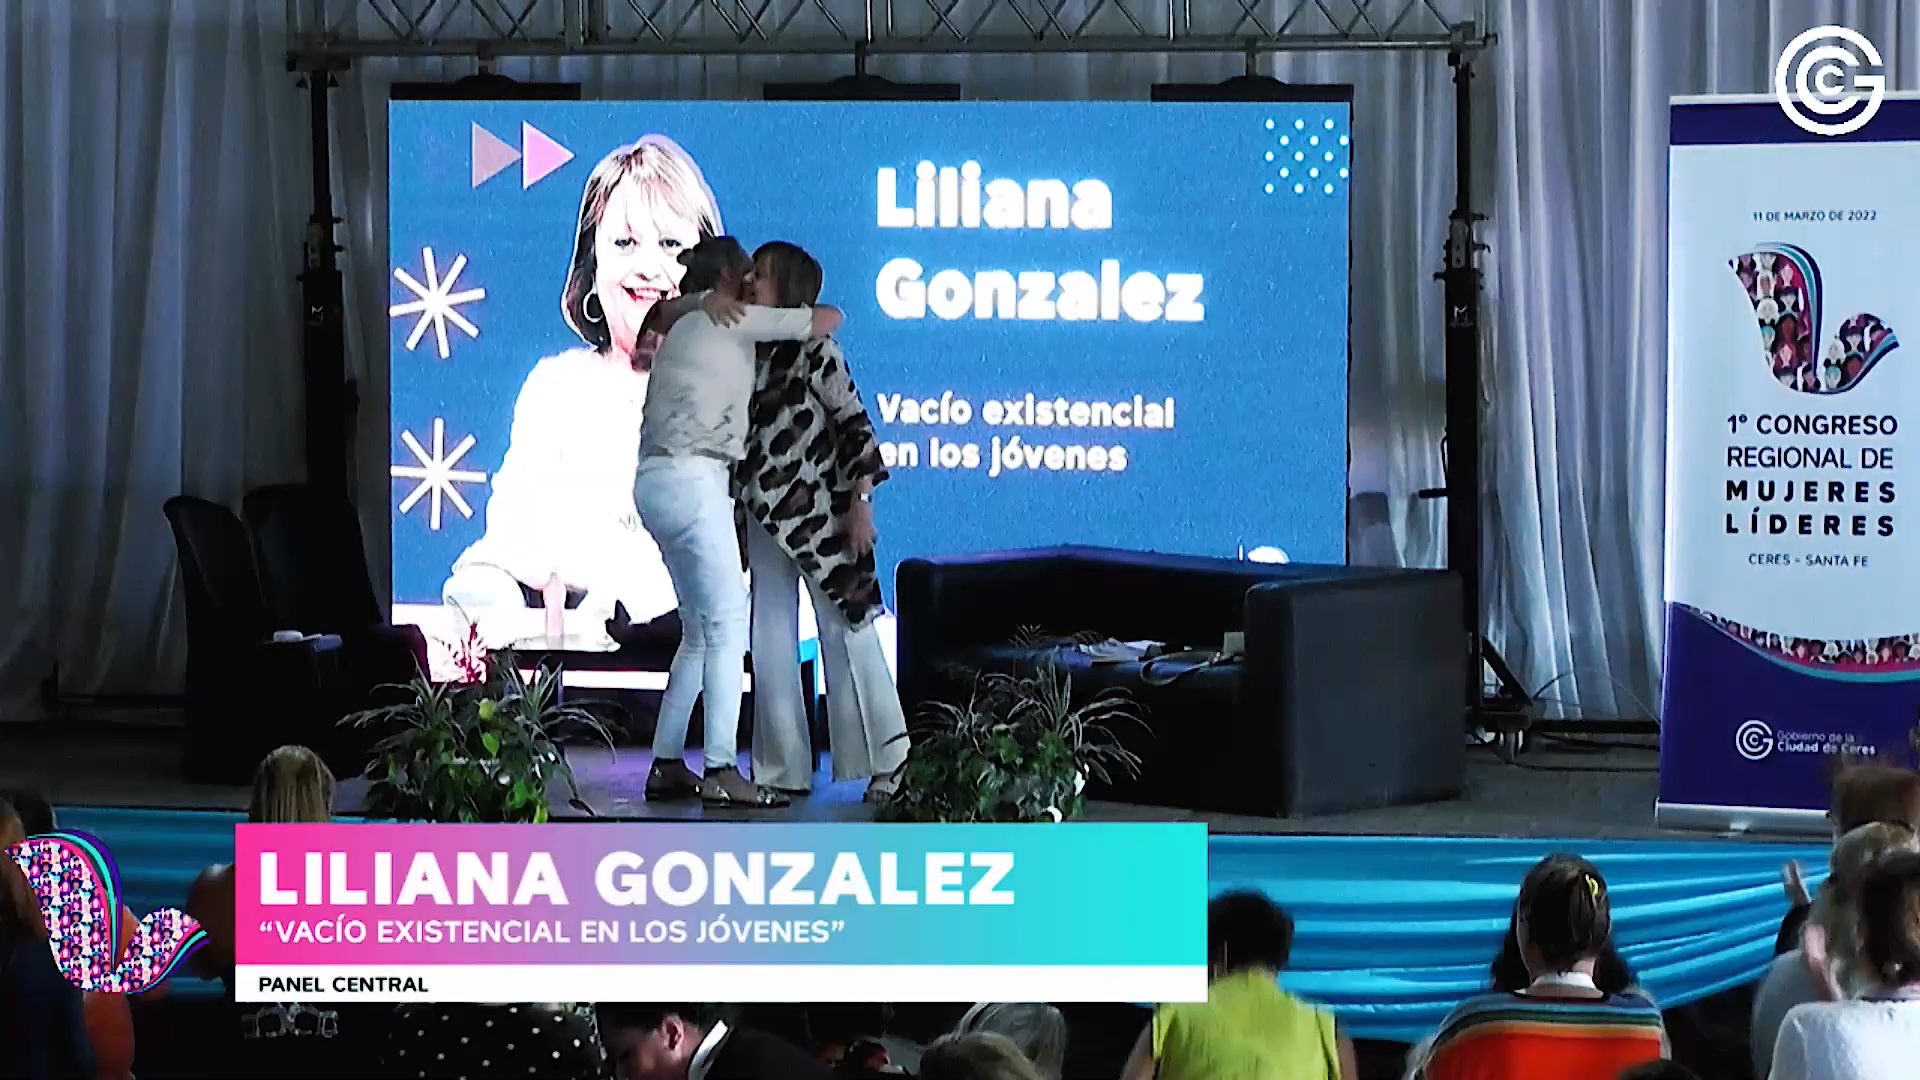 Liliana
Gonzalez
Vacío existencial
en los jóvenes
11 DE MARZO DE 2022
1° CONGRESO
REGIONAL DE
MUJERES
LÍDERES
CERES - SANTA FE
Gobierno de la
Ciudad de Ceres
LILIANA GONZALEZ
“VACÍO EXISTENCIAL EN LOS JÓVENES”
PANEL CENTRAL